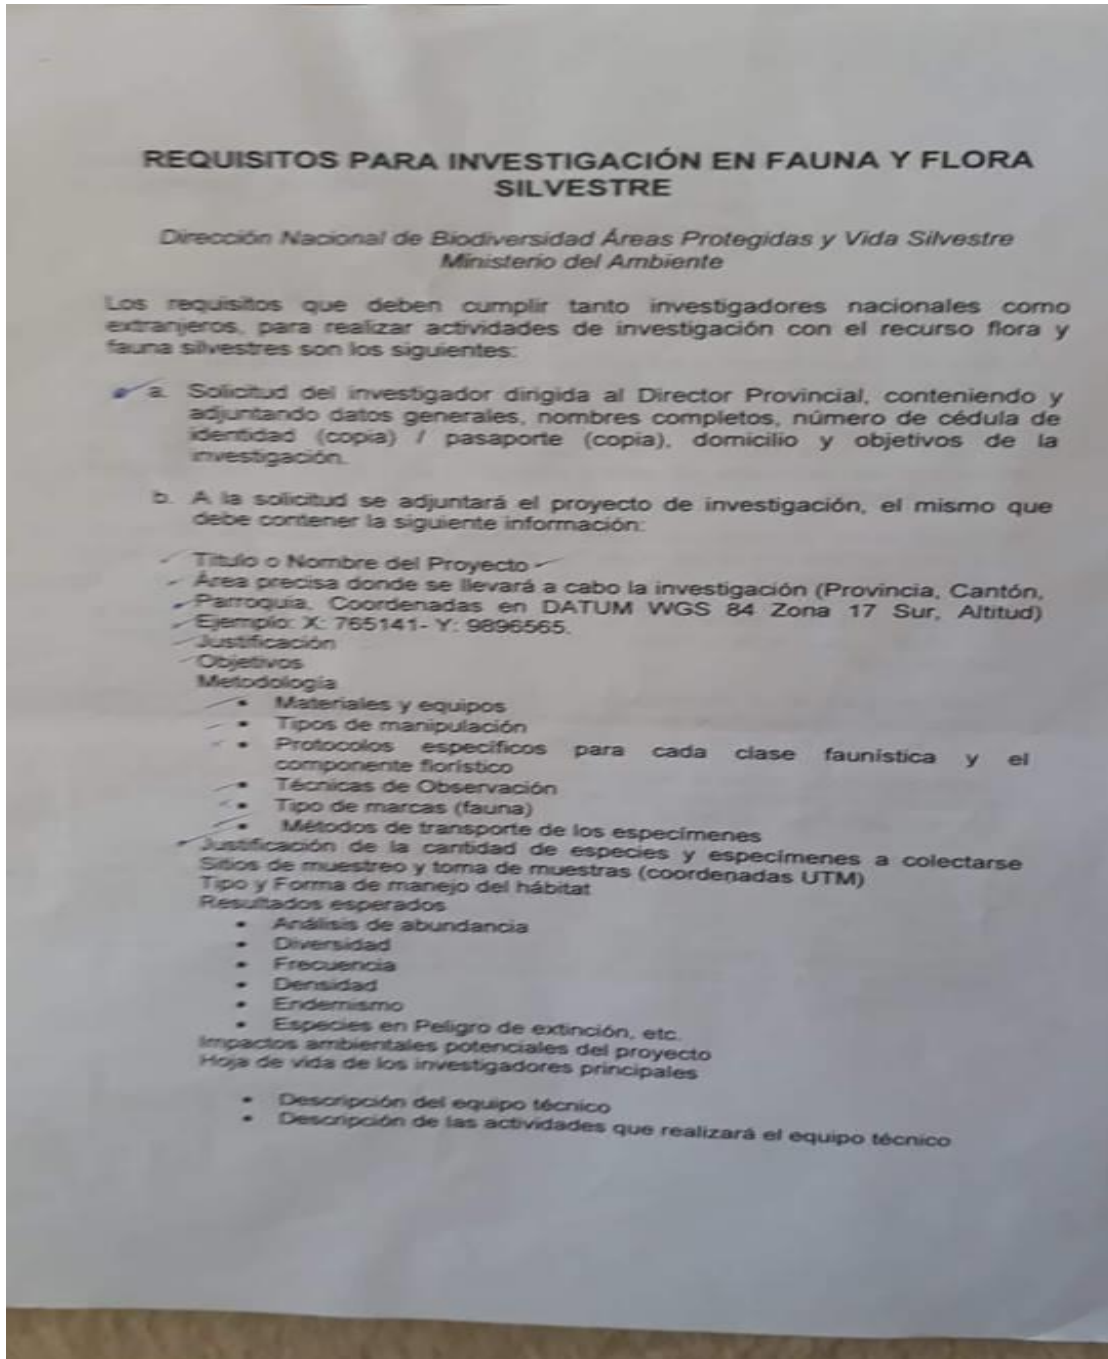 REQUISITOS PARA INVESTIGACIÓN EN FAUNA Y FLORA
SILVESTRE
Dirección Nacional de Biodiversidad Áreas Protegidas y Vida Silvestre
Ministerio del Ambiente
Los requisitos que deben cumplir tanto investigadores nacionales como
extranjeros, para realizar actividades de investigación con el recurso flora y
fauna silvestres son los siguientes:
a. Solicitud del investigador dirigida al Director Provincial, conteniendo y
adjuntando datos generales, nombres completos, número de cédula de
identidad (copia) / pasaporte (copia), domicilio y objetivos de la
investigación.
b. A la solicitud se adjuntará el proyecto de investigación, el mismo que
debe contener la siguiente información:
Título o Nombre del Proyecto
Área precisa donde se llevará a cabo la investigación (Provincia, Cantón,
Parroquia, Coordenadas en DATUM WGS 84 Zona 17 Sur, Altitud)
Ejemplo: X: 765141- Y: 9896565.
Justificación
Objetivos
Metodología
• Materiales y equipos
• Tipos de manipulación
• Protocolos específicos para cada clase faunística y el
componente florístico
• Técnicas de Observación
• Tipo de marcas (fauna)
• Métodos de transporte de los especímenes
Justificación de la cantidad de especies y especímenes a colectarse
Sitios de muestreo y toma de muestras (coordenadas UTM)
Tipo y Forma de manejo del hábitat
Resultados esperados
• Análisis de abundancia
• Diversidad
• Frecuencia
• Densidad
• Endemismo
• Especies en Peligro de extinción, etc.
Impactos ambientales potenciales del proyecto
Hoja de vida de los investigadores principales
• Descripción del equipo técnico
• Descripción de las actividades que realizará el equipo técnico